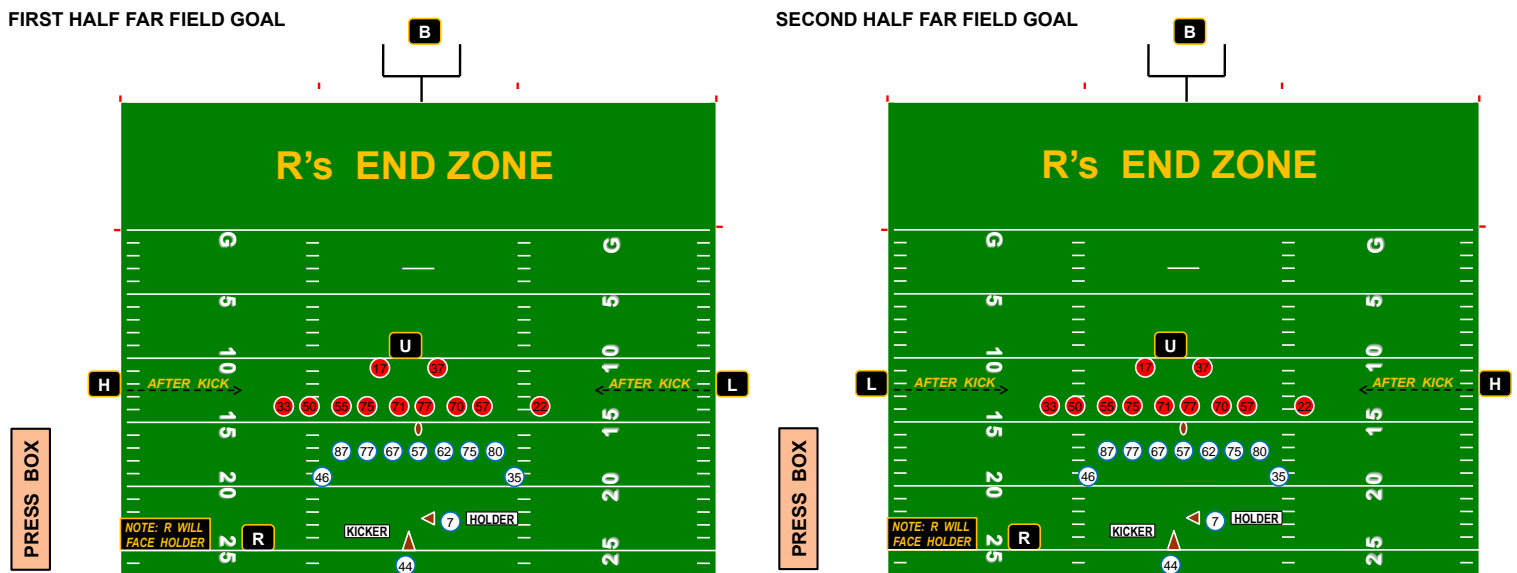 FIRST HALF FAR FIELD GOAL
B
R's END ZONE
G G
5 5
U
10 10
17 37
H AFTER KICK AFTER KICK L
33 50 55 75 71 77 70 57 22
15 15
87 77 67 57 62 75 80
46 35
20 20
7 HOLDER
KICKER
NOTE: R WILL
FACE HOLDER
R
25 25
44
PRESS BOX
SECOND HALF FAR FIELD GOAL
B
R's END ZONE
G G
5 5
U
10 10
17 37
L AFTER KICK AFTER KICK H
33 50 55 75 71 77 70 57 22
15 15
87 77 67 57 62 75 80
46 35
20 20
7 HOLDER
KICKER
NOTE: R WILL
FACE HOLDER
R
25 25
44
PRESS BOX